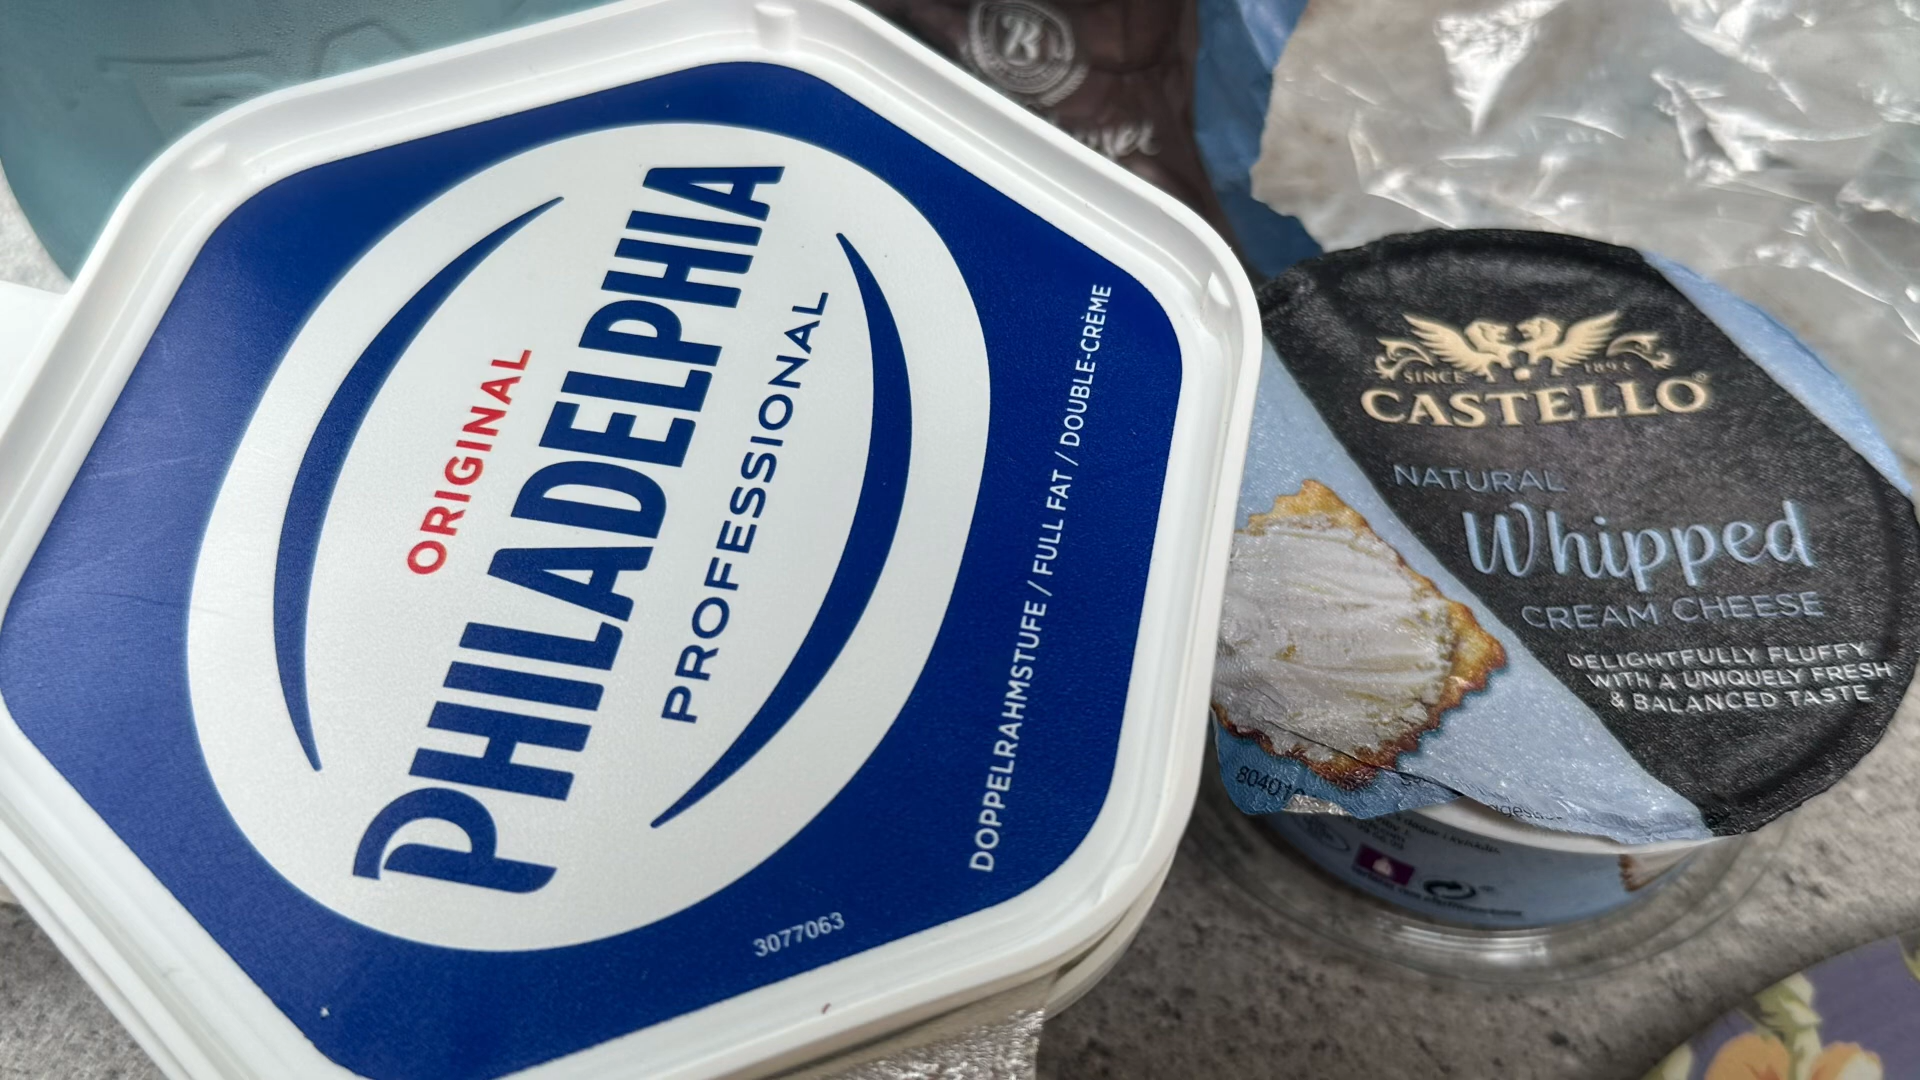 ORIGINAL
PHILADELPHIA
PROFESSIONAL
DOPPELRAHMSTUFE / FULL FAT / DOUBLE-CRÈME
3077063
SINCE 1893
CASTELLO®
NATURAL
Whipped
CREAM CHEESE
DELIGHTFULLY FLUFFY
WITH A UNIQUELY FRESH
& BALANCED TASTE